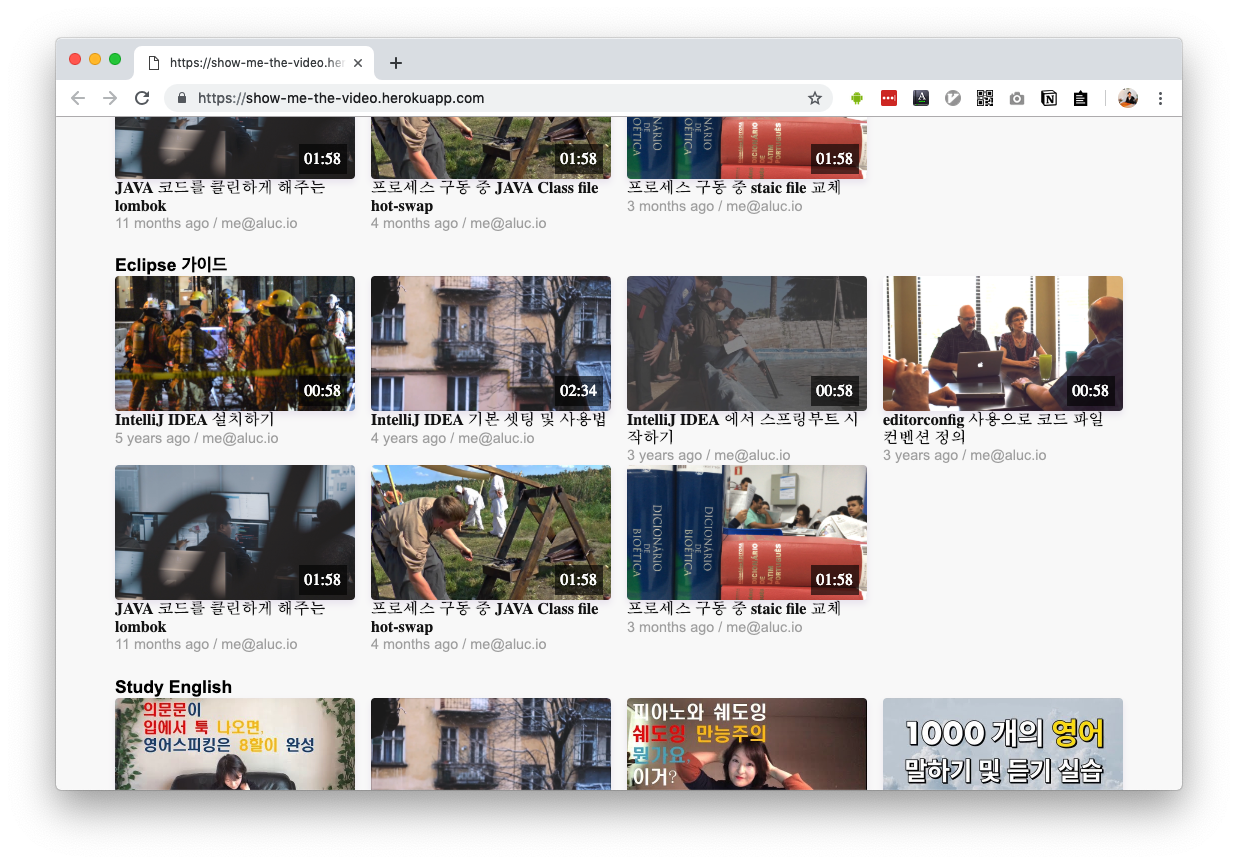 https://show-me-the-video.her
https://show-me-the-video.herokuapp.com
01:58
01:58
DICIONÁRIO DE BIOÉTICA
01:58
JAVA 코드를 클린하게 해주는
lombok
11 months ago / me@aluc.io
프로세스 구동 중 JAVA Class file
hot-swap
4 months ago / me@aluc.io
프로세스 구동 중 staic file 교체
3 months ago / me@aluc.io
Eclipse 가이드
00:58
02:34
00:58
00:58
IntelliJ IDEA 설치하기
5 years ago / me@aluc.io
IntelliJ IDEA 기본 셋팅 및 사용법
4 years ago / me@aluc.io
IntelliJ IDEA 에서 스프링부트 시
작하기
3 years ago / me@aluc.io
editorconfig 사용으로 코드 파일
컨벤션 정의
3 years ago / me@aluc.io
01:58
01:58
DICIONÁRIO
DE
BIOÉTICA
DICIONÁRIO
DE
BIOÉTICA
01:58
JAVA 코드를 클린하게 해주는
lombok
11 months ago / me@aluc.io
프로세스 구동 중 JAVA Class file
hot-swap
4 months ago / me@aluc.io
프로세스 구동 중 staic file 교체
3 months ago / me@aluc.io
Study English
의문문이
입에서 툭 나오면,
영어스피킹은 8할이 완성
피아노와 쉐도잉
쉐도잉 만능주의
뭔가요,
이거?
1000 개의 영어
말하기 및 듣기 실습